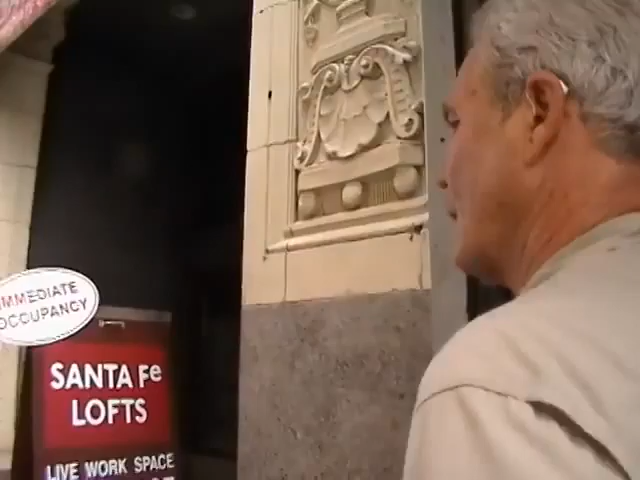 IMMEDIATE
OCCUPANCY
SANTA Fe
LOFTS
LIVE WORK SPACE